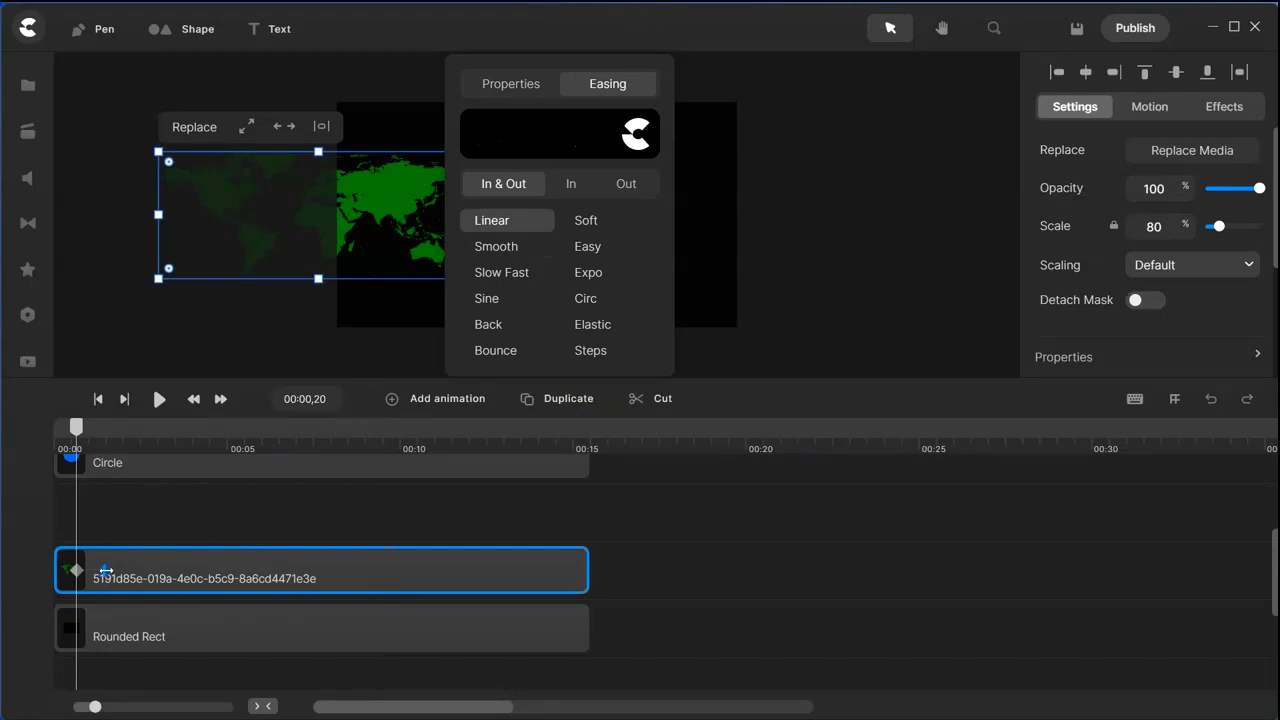 Pen
Shape
Text
Publish
Properties
Easing
Settings
Motion
Effects
Replace
Replace
Replace Media
In & Out
In
Out
Opacity
100
%
Linear
Soft
Scale
80
%
Smooth
Easy
Scaling
Default
Slow Fast
Expo
Sine
Circ
Detach Mask
Back
Elastic
Bounce
Steps
Properties
00:00,20
Add animation
Duplicate
Cut
00:00
00:05
00:10
00:15
00:20
00:25
00:30
00
Circle
5191d85e-019a-4e0c-b5c9-8a6cd4471e3e
Rounded Rect